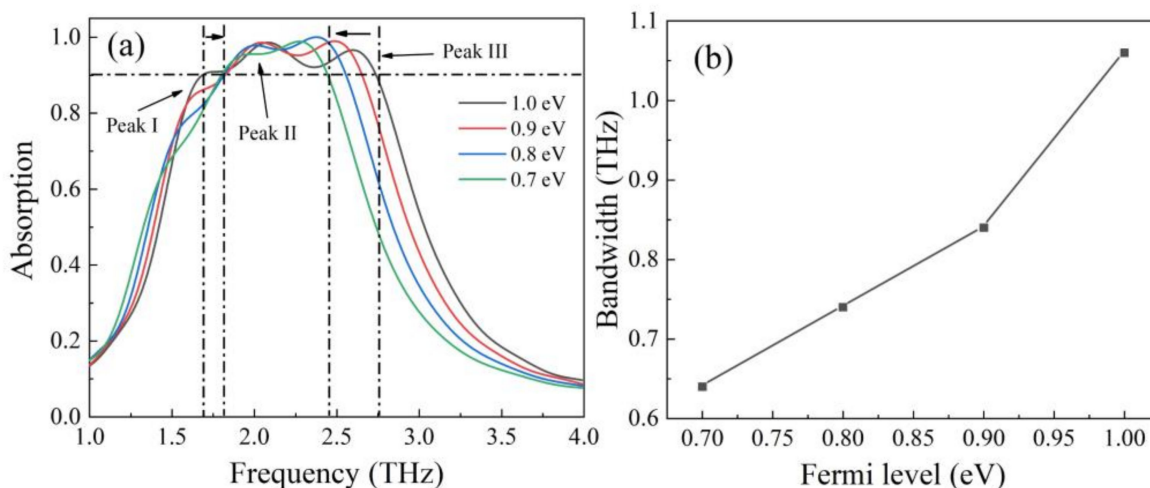 (a)
Peak I
Peak II
Peak III
1.0 eV
0.9 eV
0.8 eV
0.7 eV
Absorption
1.0
0.8
0.6
0.4
0.2
0.0
1.0 1.5 2.0 2.5 3.0 3.5 4.0
Frequency (THz)
(b)
Bandwidth (THz)
1.1
1.0
0.9
0.8
0.7
0.6
0.70 0.75 0.80 0.85 0.90 0.95 1.00
Fermi level (eV)